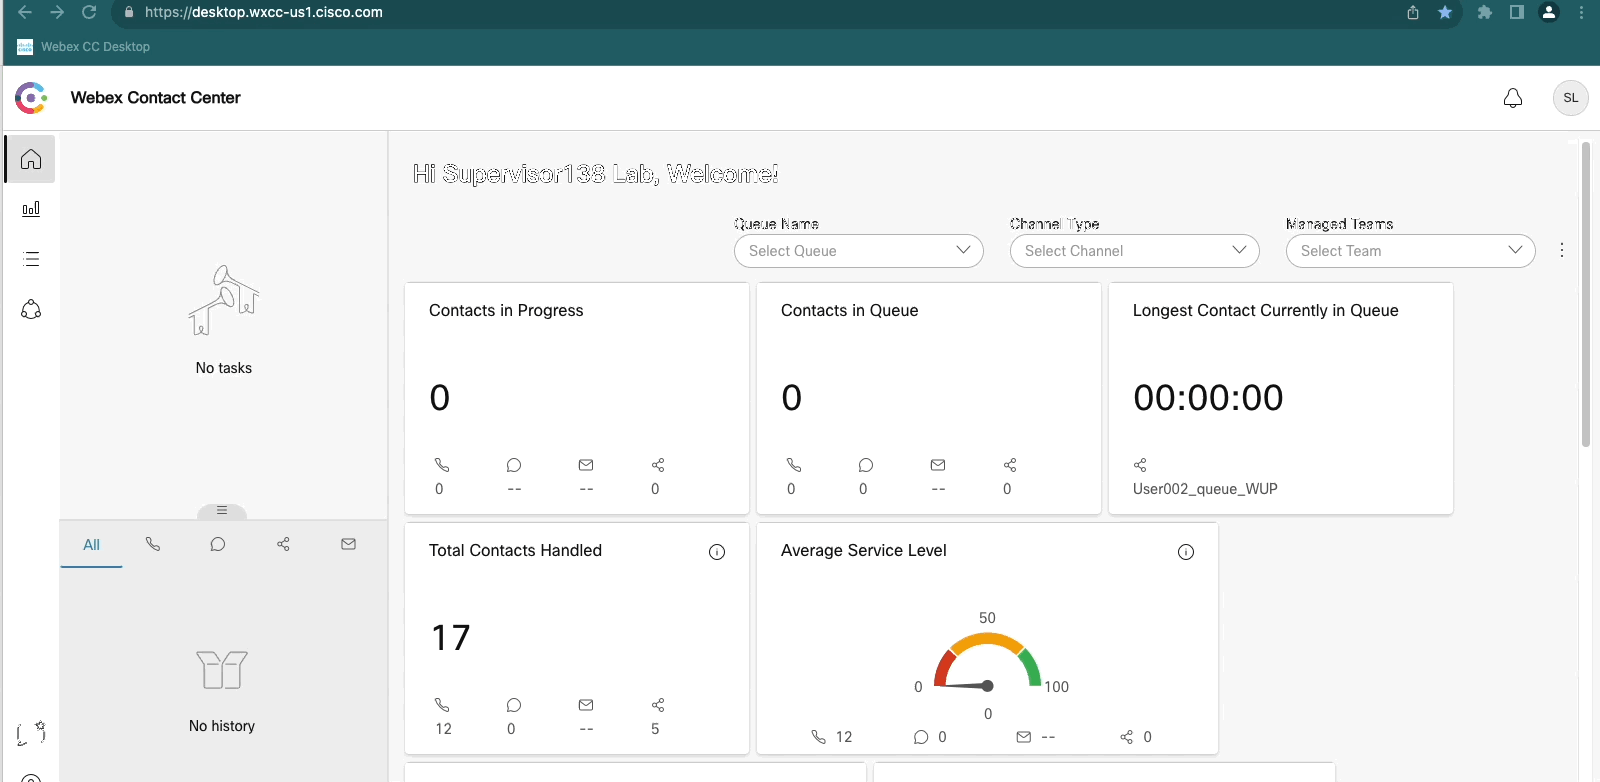 https://desktop.wxcc-us1.cisco.com
Webex CC Desktop
Webex Contact Center
SL
Hi Supervisor138 Lab, Welcome!
Queue Name Channel Type Managed Teams
Select Queue Select Channel Select Team
No tasks
Contacts in Progress
0
0 -- -- 0
Contacts in Queue
0
0 0 -- 0
Longest Contact Currently in Queue
00:00:00
User002_queue_WUP
All
No history
Total Contacts Handled
17
12 0 -- 5
Average Service Level
50
0 100
0
12 0 -- 0